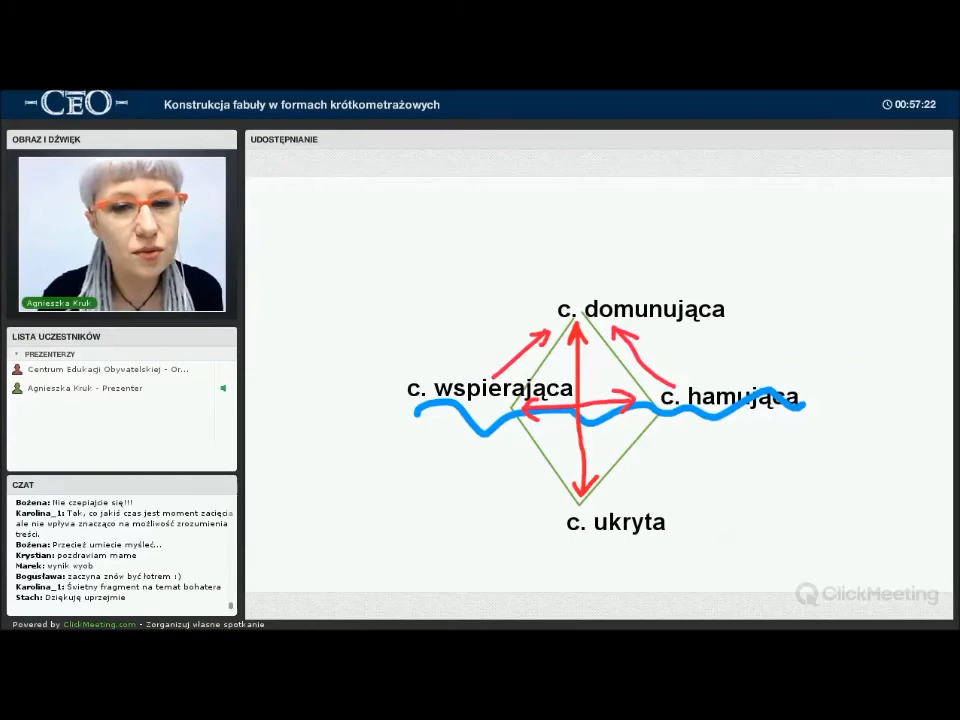 CEO
Konstrukcja fabuły w formach krótkometrażowych
00:57:22
OBRAZ I DŹWIĘK
UDOSTĘPNIANIE
Agnieszka Kruk
LISTA UCZESTNIKÓW
PREZENTERZY
Centrum Edukacji Obywatelskiej - Or...
Agnieszka Kruk - Prezenter
CZAT
Bożena: Nie czepiajcie się!!!
Karolina_1: Tak, co jakiś czas jest moment zacięcia
ale nie wpływa znacząco na możliwość zrozumienia
treści.
Bożena: Przecież umiecie myśleć...
Krystian: pozdrawiam mame
Marek: wynik wyob
Bogusława: zaczyna znów być łotrem :)
Karolina_1: Świetny fragment na temat bohatera
Stach: Dziękuję uprzejmie
c. domunująca
c. wspierająca
c. hamująca
c. ukryta
ClickMeeting
Powered by ClickMeeting.com - Zorganizuj własne spotkanie